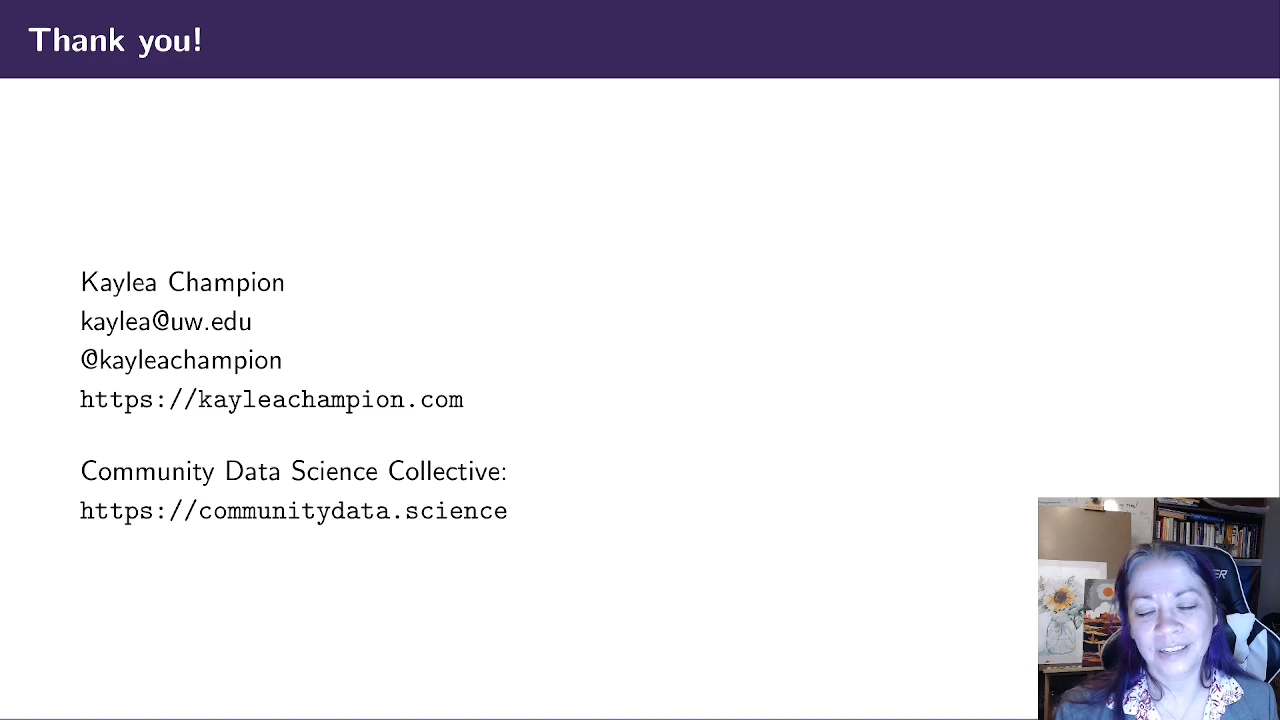 Thank you!
Kaylea Champion
kaylea@uw.edu
@kayleachampion
https://kayleachampion.com
Community Data Science Collective:
https://communitydata.science